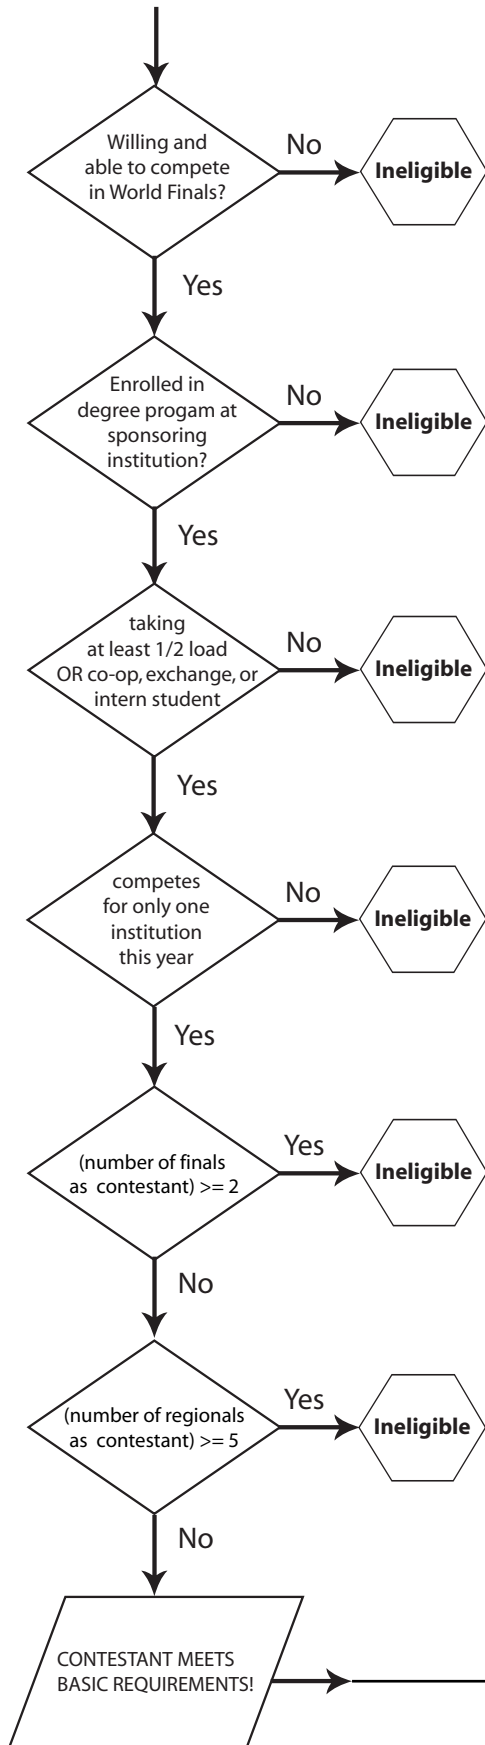 Willing and
able to compete
in World Finals?
No
Ineligible
Yes
Enrolled in
degree progam at
sponsoring
institution?
No
Ineligible
Yes
taking
at least 1/2 load
OR co-op, exchange, or
intern student
No
Ineligible
Yes
competes
for only one
institution
this year
No
Ineligible
Yes
(number of finals
as contestant) >= 2
Yes
Ineligible
No
(number of regionals
as contestant) >= 5
Yes
Ineligible
No
CONTESTANT MEETS
BASIC REQUIREMENTS!